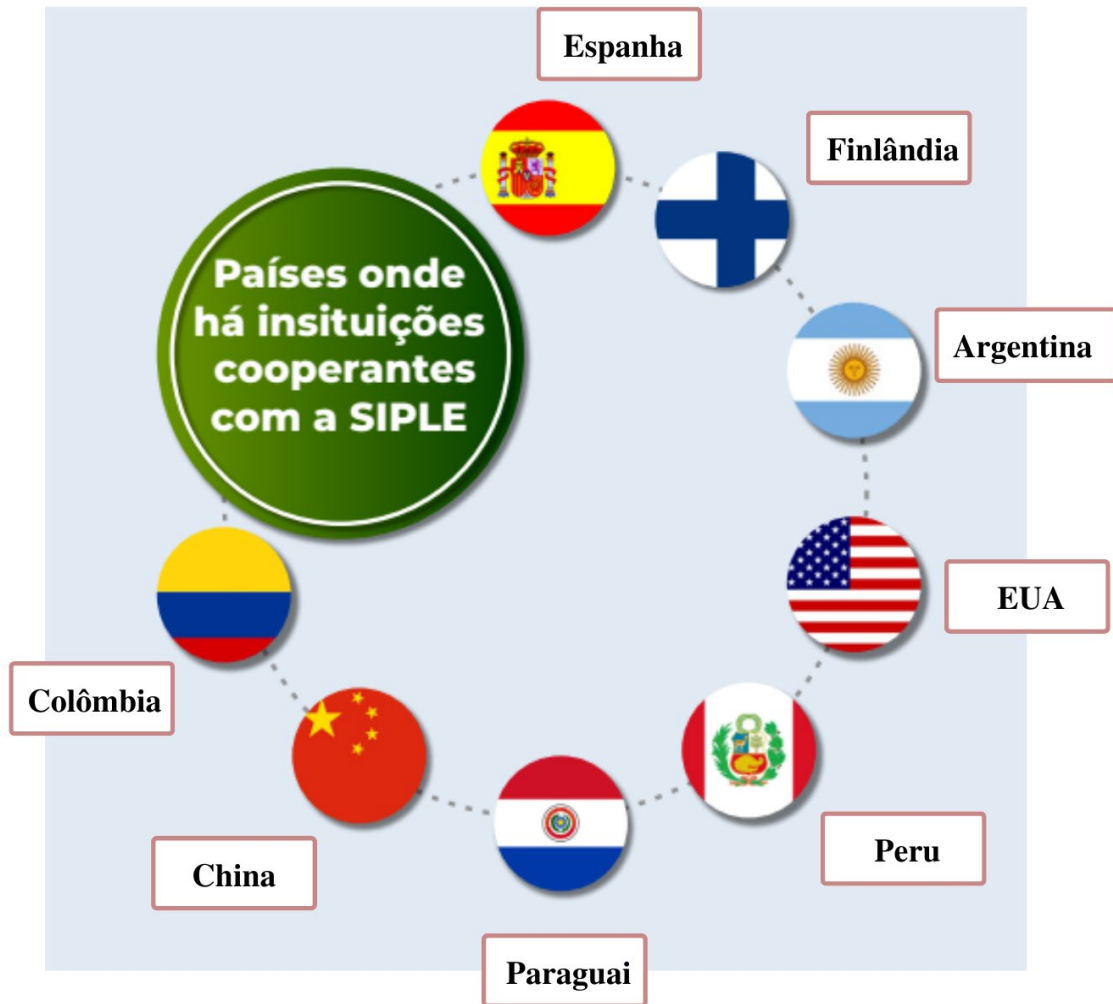 Espanha
Finlândia
Países onde
há insituições
cooperantes
com a SIPLE
Argentina
EUA
Colômbia
Peru
China
Paraguai